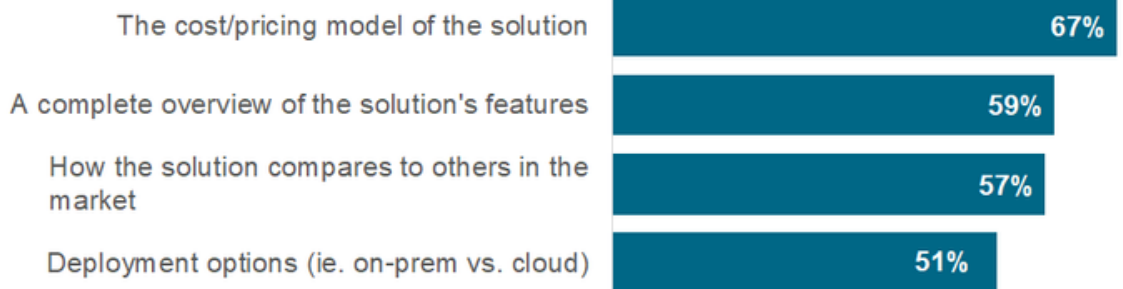 The cost/pricing model of the solution
67%
A complete overview of the solution's features
59%
How the solution compares to others in the
market
57%
Deployment options (ie. on-prem vs. cloud)
51%